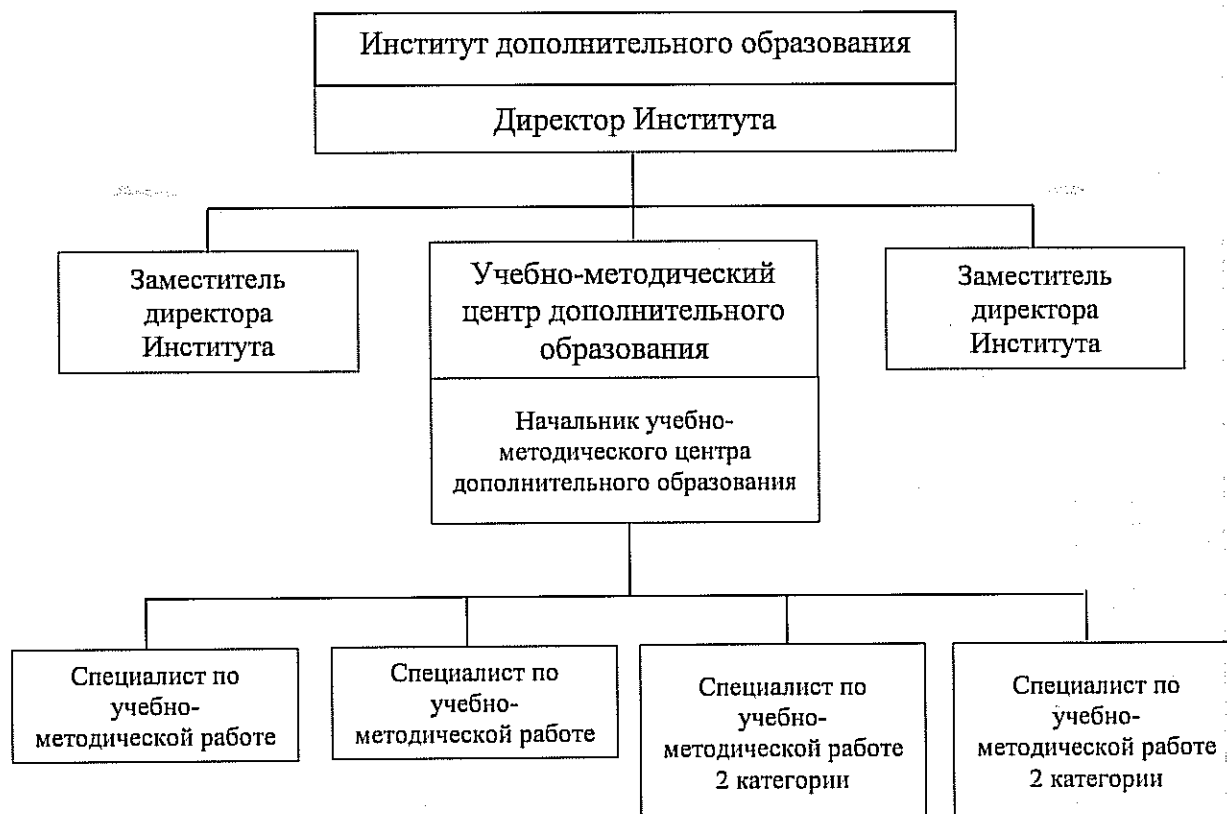 Институт дополнительного образования
Директор Института
Заместитель
директора
Института
Учебно-методический
центр дополнительного
образования
Заместитель
директора
Института
Начальник учебно-
методического центра
дополнительного образования
Специалист по
учебно-
методической работе
Специалист по
учебно-
методической работе
Специалист по
учебно-
методической работе
2 категории
Специалист по
учебно-
методической работе
2 категории